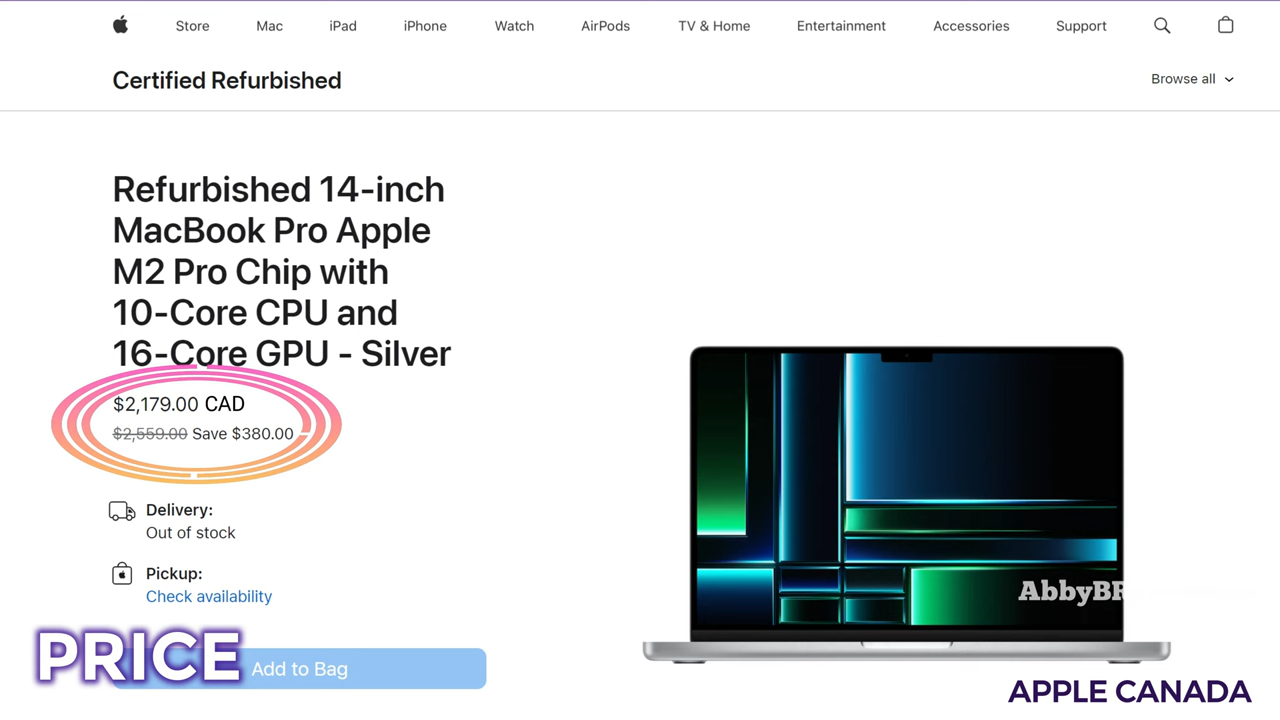 Store Mac iPad iPhone Watch AirPods TV & Home Entertainment Accessories Support
Certified Refurbished
Browse all
Refurbished 14-inch
MacBook Pro Apple
M2 Pro Chip with
10-Core CPU and
16-Core GPU - Silver
$2,179.00 CAD
$2,559.00 Save $380.00
Delivery:
Out of stock
Pickup:
Check availability
AbbyBR
PRICE
Add to Bag
APPLE CANADA